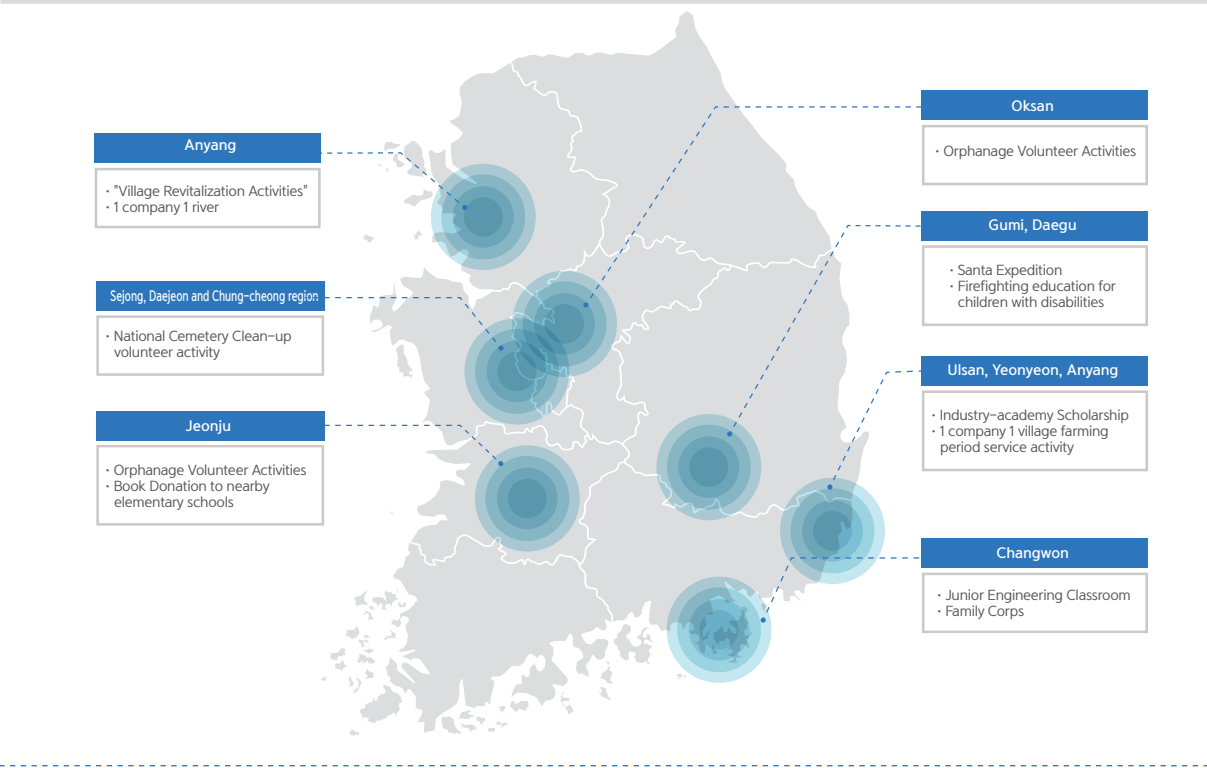 Anyang
· "Village Revitalization Activities"
· 1 company 1 river
Sejong, Daejeon and Chung-cheong region
· National Cemetery Clean-up
volunteer activity
Jeonju
· Orphanage Volunteer Activities
· Book Donation to nearby
elementary schools
Oksan
· Orphanage Volunteer Activities
Gumi, Daegu
· Santa Expedition
· Firefighting education for
children with disabilities
Ulsan, Yeonyeon, Anyang
· Industry-academy Scholarship
· 1 company 1 village farming
period service activity
Changwon
· Junior Engineering Classroom
· Family Corps